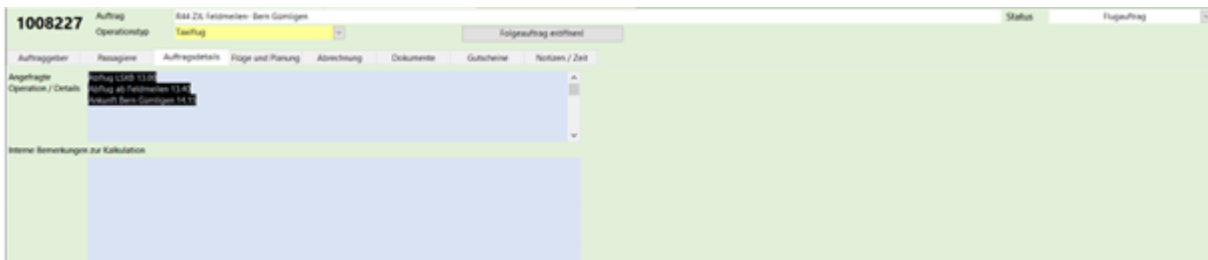 1008227
Auftrag
R44 ZIL Feldmeilen- Bern Gümligen
Status
Flugauftrag
Operationstyp
Taxiflug
Folgeauftrag eröffnen!
Auftraggeber
Passagiere
Auftragsdetails
Flüge und Planung
Abrechnung
Dokumente
Gutscheine
Notizen / Zeit
Angefragte
Operation / Details
Abflug LSXB 13.00
Abflug ab Feldmeilen 13.40
Ankunft Bern Gümligen 14.15
Interne Bemerkungen zur Kalkulation